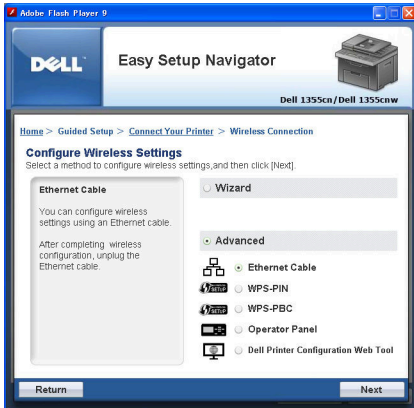 Adobe Flash Player 9
DELL
Easy Setup Navigator
Dell 1355cn/Dell 1355cnw
Home > Guided Setup > Connect Your Printer > Wireless Connection
Configure Wireless Settings
Select a method to configure wireless settings,and then click [Next].
Ethernet Cable
You can configure wireless
settings using an Ethernet cable.
After completing wireless
configuration, unplug the
Ethernet cable.
Wizard
Advanced
Ethernet Cable
SETUP WPS-PIN
SETUP WPS-PBC
Operator Panel
Dell Printer Configuration Web Tool
Return
Next